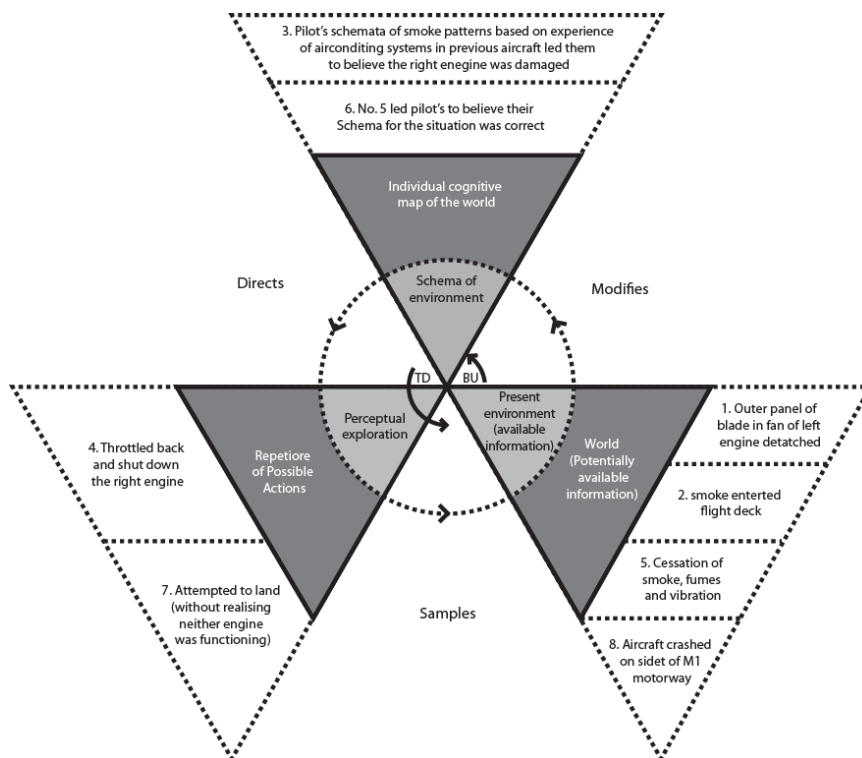 3. Pilot's schemata of smoke patterns based on experience
of airconditing systems in previous aircraft led them
to believe the right enegine was damaged
6. No. 5 led pilot's to believe their
Schema for the situation was correct
Individual cognitive
map of the world
Directs
Schema of
environment
Modifies
TD
BU
4. Throttled back
and shut down
the right engine
Repetiore
of Possible
Actions
Perceptual
exploration
Present
environment
(available
information)
World
(Potentially
available
information)
1. Outer panel of
blade in fan of left
engine detatched
2. smoke enterted
flight deck
5. Cessation of
smoke, fumes
and vibration
7. Attempted to land
(without realising
neither engine
was functioning)
Samples
8. Aircraft crashed
on sidet of M1
motorway